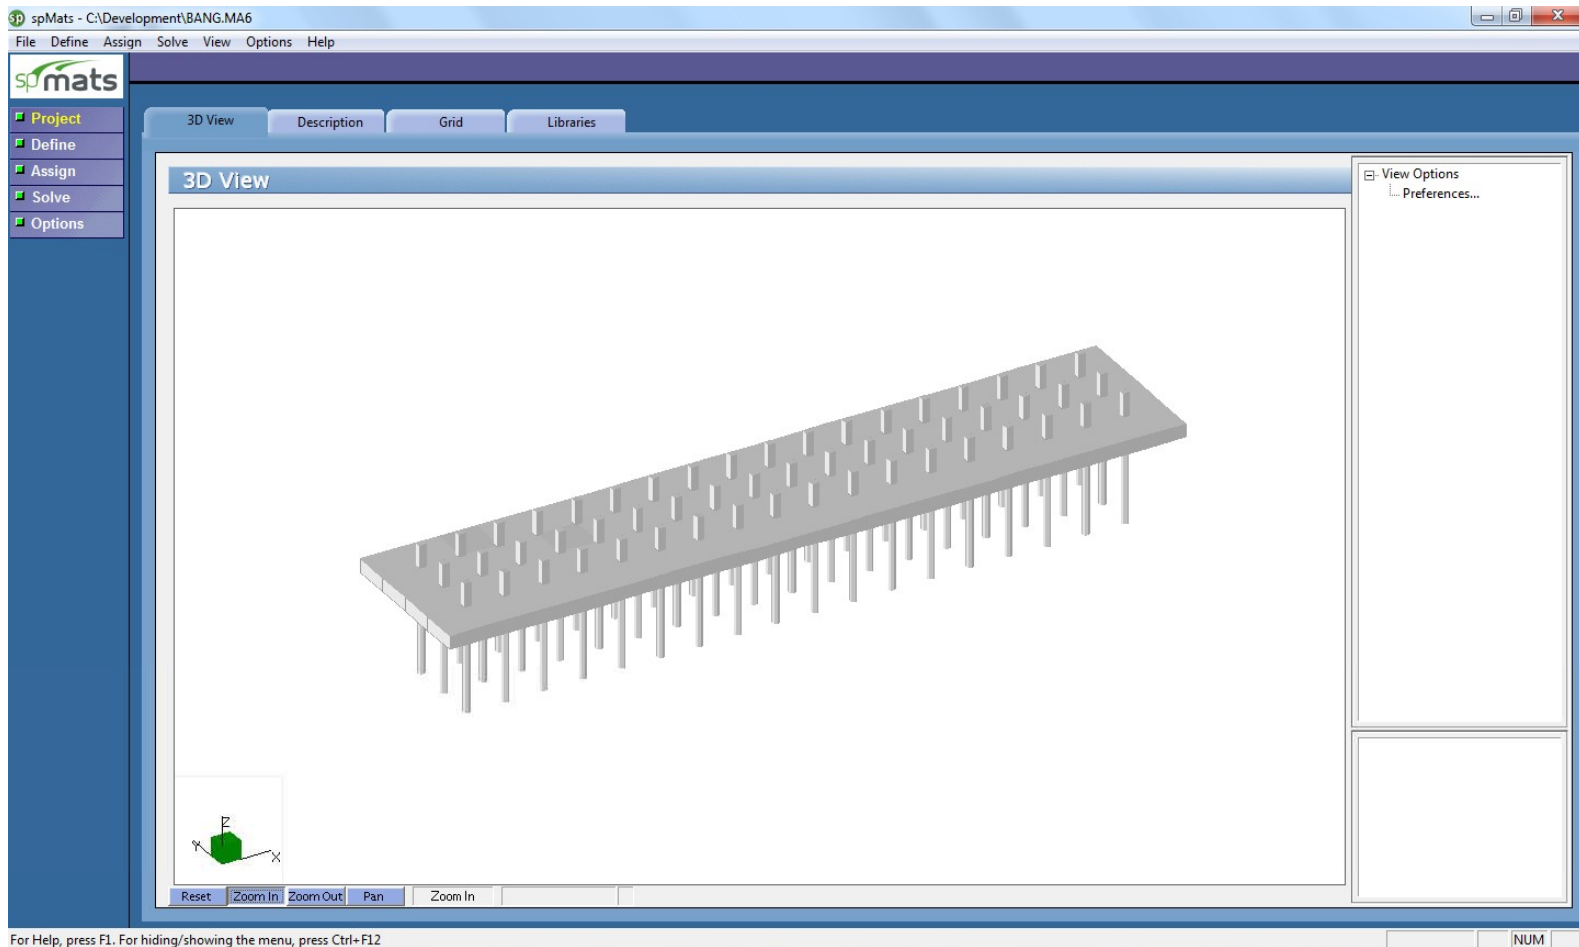 spMats - C:\Development\BANG.MA6
File Define Assign Solve View Options Help
spmats
Project
Define
Assign
Solve
Options
3D View Description Grid Libraries
3D View
View Options
Preferences...
Z
Y
X
Reset Zoom In Zoom Out Pan Zoom In
For Help, press F1. For hiding/showing the menu, press Ctrl+F12 NUM